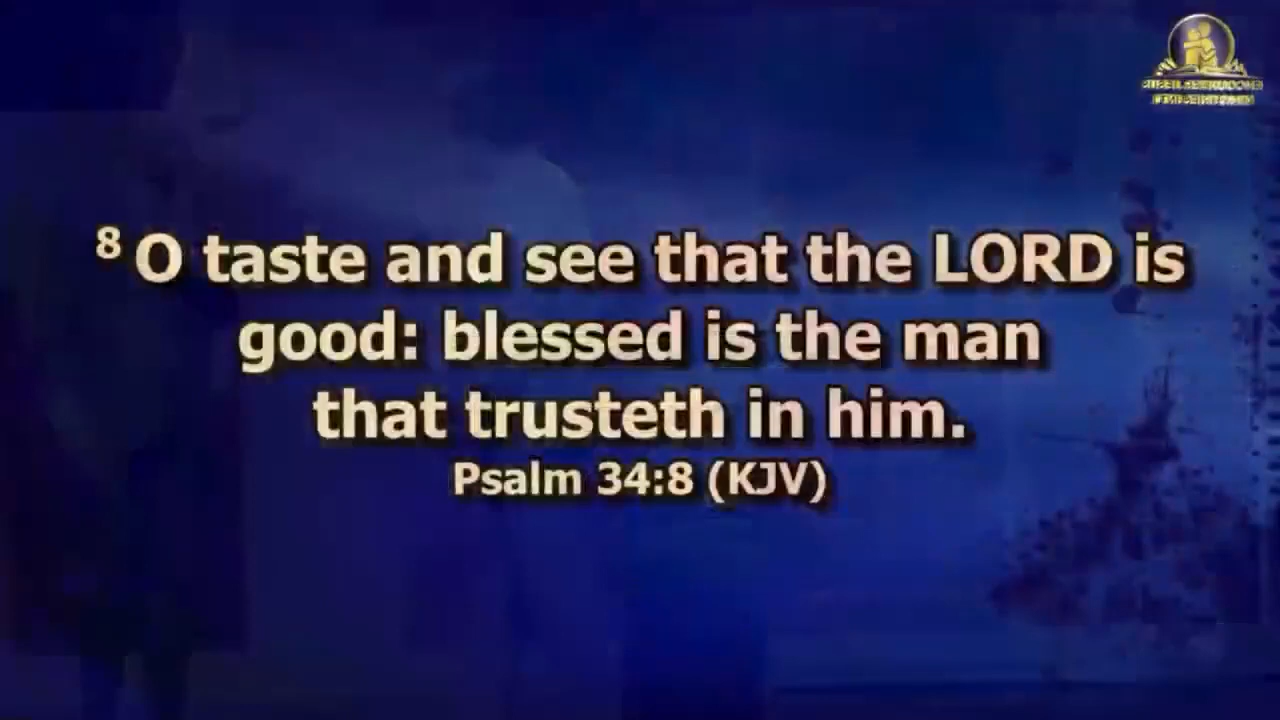 8 O taste and see that the LORD is
good: blessed is the man
that trusteth in him.
Psalm 34:8 (KJV)